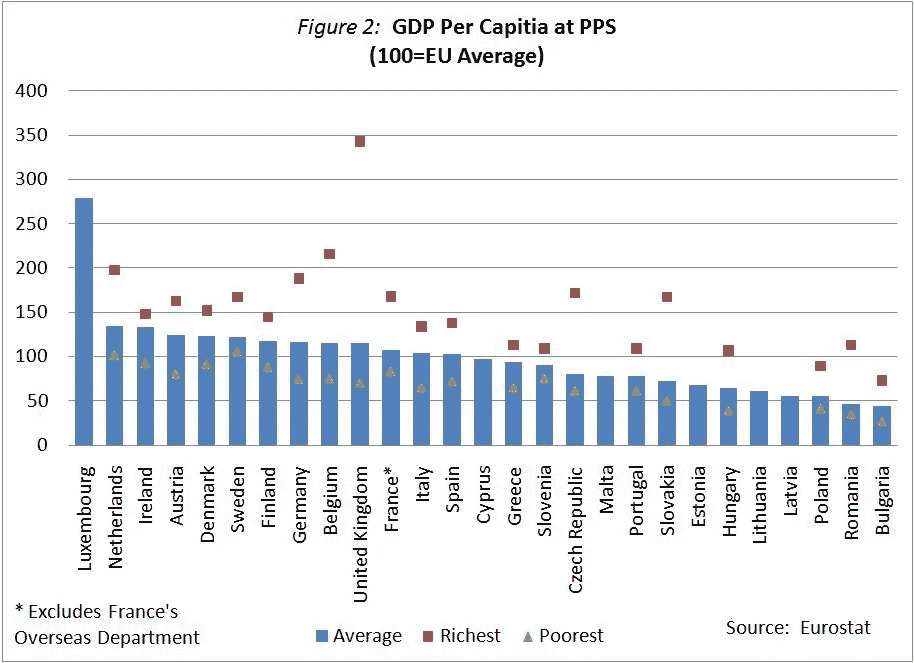 Figure 2: GDP Per Capitia at PPS
(100=EU Average)
400
350
300
250
200
150
100
50
0
Luxembourg
Netherlands
Ireland
Austria
Denmark
Sweden
Finland
Germany
Belgium
United Kingdom
France*
Italy
Spain
Cyprus
Greece
Slovenia
Czech Republic
Malta
Portugal
Slovakia
Estonia
Hungary
Lithuania
Latvia
Poland
Romania
Bulgaria
* Excludes France's
Overseas Department
Average
Richest
Poorest
Source: Eurostat